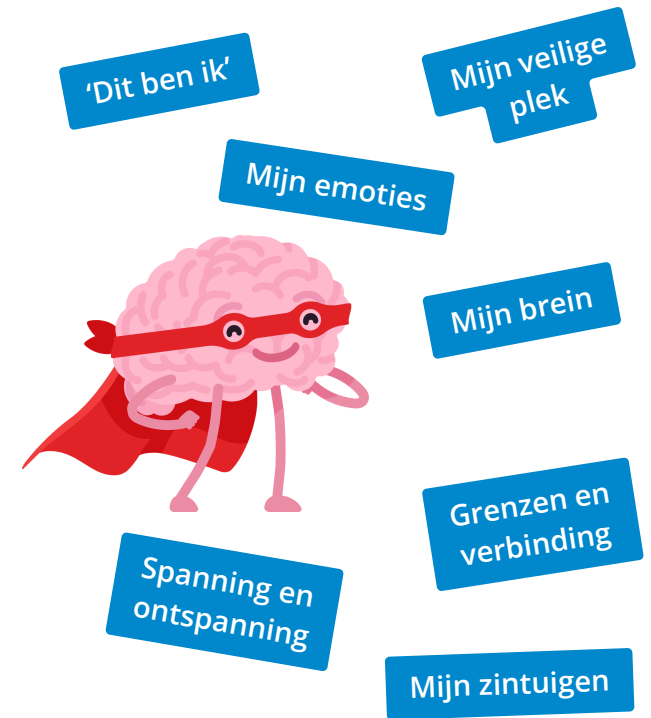 ‘Dit ben ik’
Mijn veilige
plek
Mijn emoties
Mijn brein
Grenzen en
verbinding
Spanning en
ontspanning
Mijn zintuigen